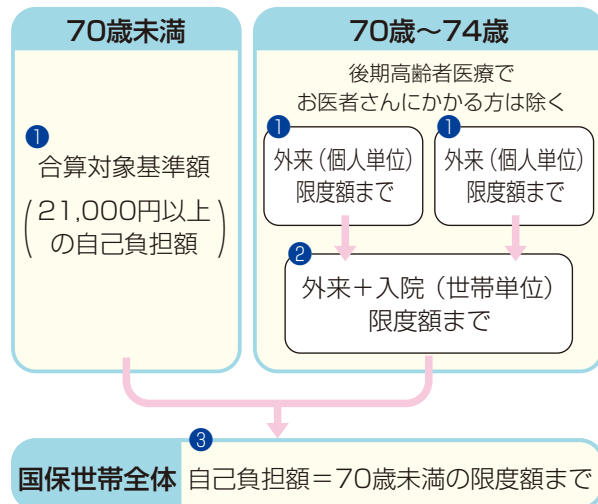 70歳未満
❶
合算対象基準額
(21,000円以上
の自己負担額)
70歳～74歳
後期高齢者医療で
お医者さんにかかる方は除く
❶
外来(個人単位)
限度額まで
❶
外来(個人単位)
限度額まで
❷
外来＋入院(世帯単位)
限度額まで
❸
国保世帯全体 自己負担額＝70歳未満の限度額まで